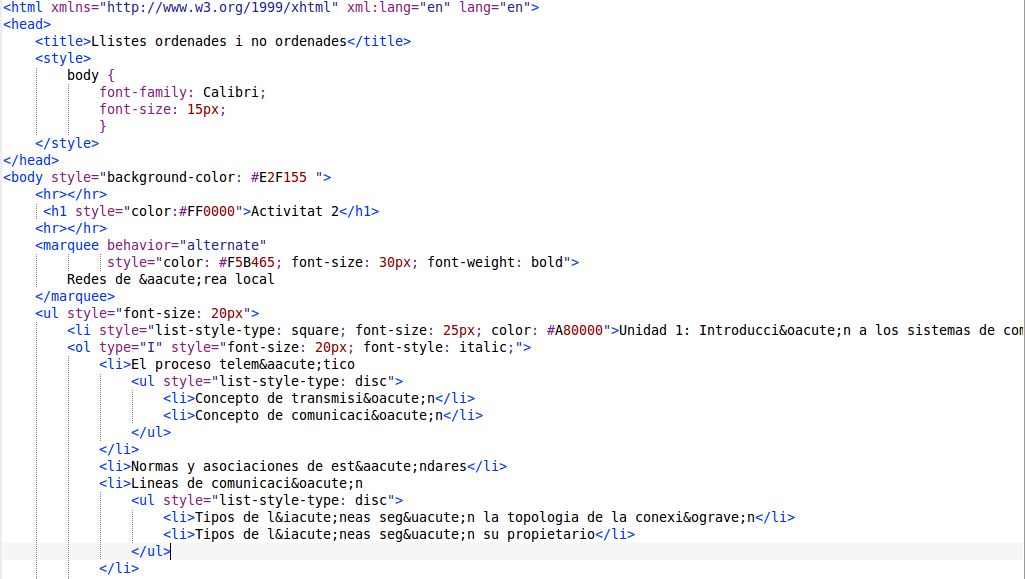 <html xmlns="http://www.w3.org/1999/xhtml" xml:lang="en" lang="en">
<head>
    <title>Llistes ordenades i no ordenades</title>
    <style>
        body {
            font-family: Calibri;
            font-size: 15px;
            }
    </style>
</head>
<body style="background-color: #E2F155 ">
    <hr></hr>
     <h1 style="color:#FF0000">Activitat 2</h1>
    <hr></hr>
    <marquee behavior="alternate"
             style="color: #F5B465; font-size: 30px; font-weight: bold">
        Redes de &aacute;rea local
    </marquee>
    <ul style="font-size: 20px">
        <li style="list-style-type: square; font-size: 25px; color: #A80000">Unidad 1: Introducci&oacute;n a los sistemas de com
        <ol type="I" style="font-size: 20px; font-style: italic;">
            <li>El proceso telem&aacute;tico
                <ul style="list-style-type: disc">
                    <li>Concepto de transmisi&oacute;n</li>
                    <li>Concepto de comunicaci&oacute;n</li>
                </ul>
            </li>
            <li>Normas y asociaciones de est&aacute;ndares</li>
            <li>Lineas de comunicaci&oacute;n
                <ul style="list-style-type: disc">
                    <li>Tipos de l&iacute;neas seg&uacute;n la topologia de la conexi&ograve;n</li>
                    <li>Tipos de l&iacute;neas seg&uacute;n su propietario</li>
                </ul>
            </li>